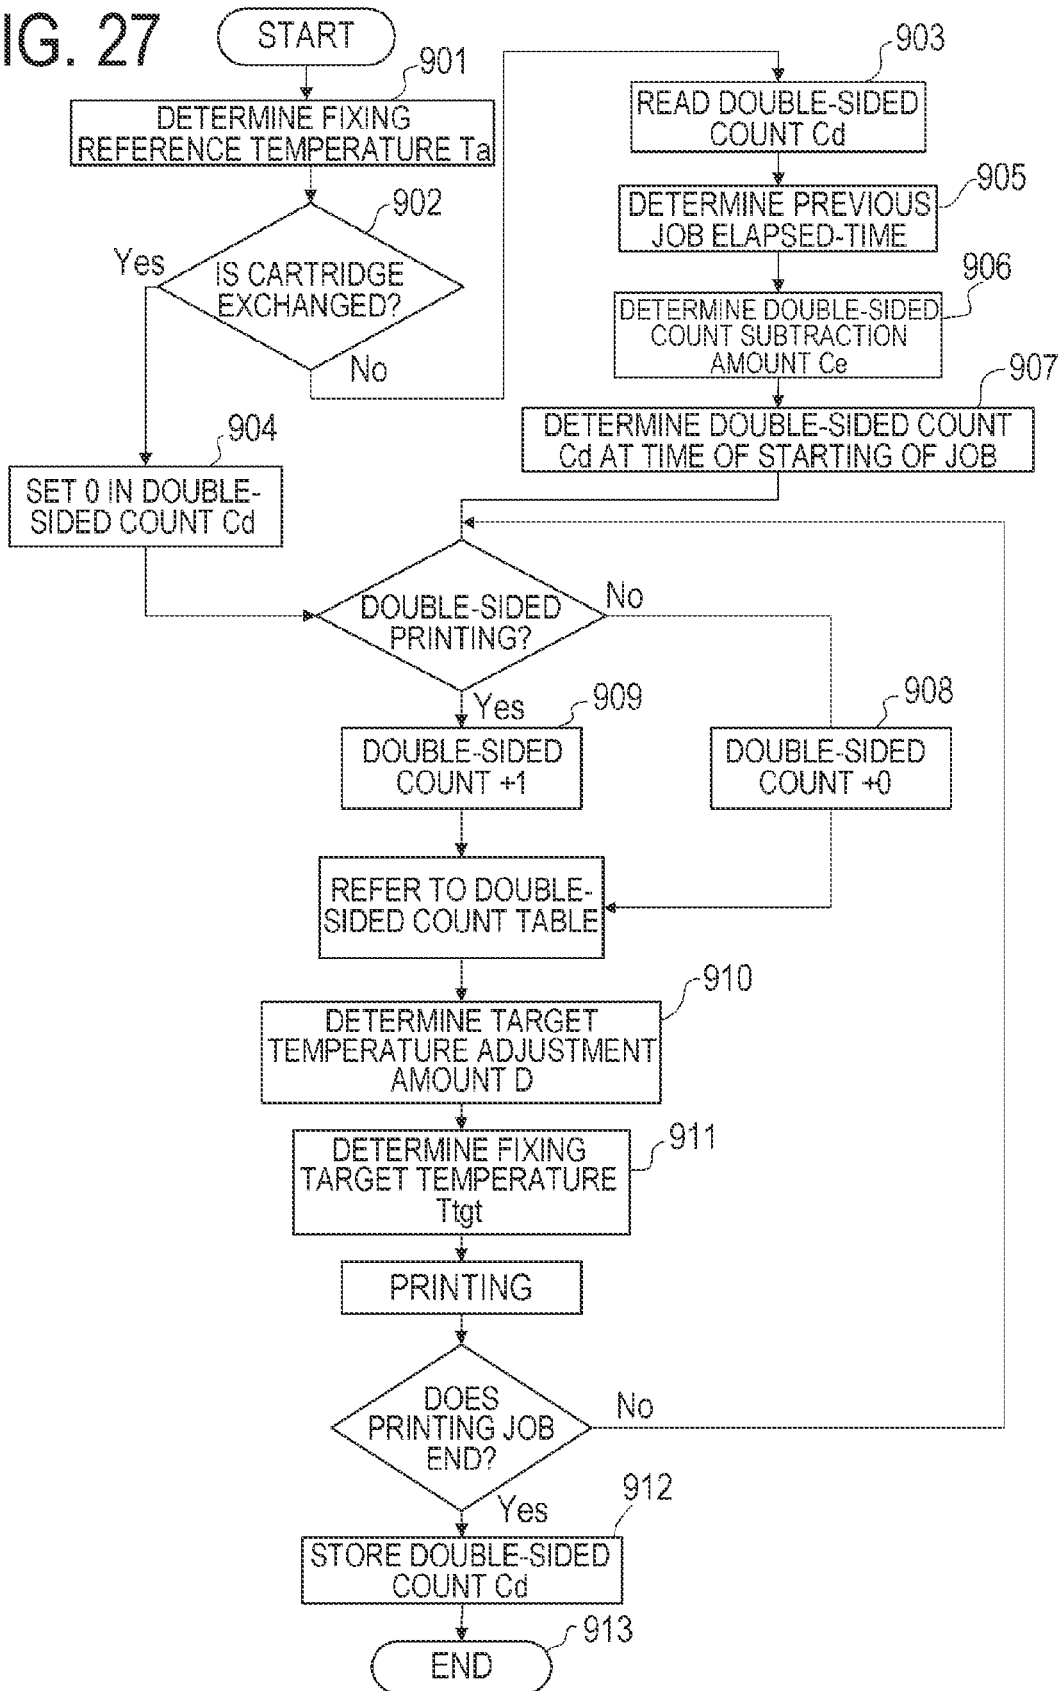 IG. 27
START
901
DETERMINE FIXING
REFERENCE TEMPERATURE Ta
902
Yes
IS CARTRIDGE
EXCHANGED?
No
903
READ DOUBLE-SIDED
COUNT Cd
905
DETERMINE PREVIOUS
JOB ELAPSED-TIME
906
DETERMINE DOUBLE-SIDED
COUNT SUBTRACTION
AMOUNT Ce
907
DETERMINE DOUBLE-SIDED COUNT
Cd AT TIME OF STARTING OF JOB
904
SET 0 IN DOUBLE-
SIDED COUNT Cd
DOUBLE-SIDED
PRINTING?
No
Yes
909
DOUBLE-SIDED
COUNT +1
908
DOUBLE-SIDED
COUNT +0
REFER TO DOUBLE-
SIDED COUNT TABLE
910
DETERMINE TARGET
TEMPERATURE ADJUSTMENT
AMOUNT D
911
DETERMINE FIXING
TARGET TEMPERATURE
Ttgt
PRINTING
DOES
PRINTING JOB
END?
No
Yes
912
STORE DOUBLE-SIDED
COUNT Cd
913
END